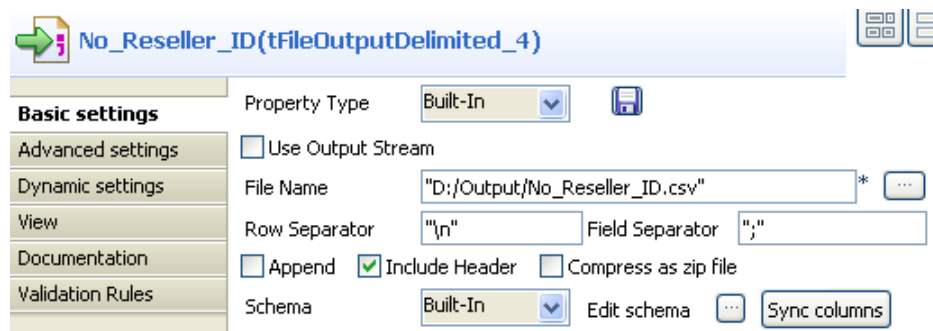 No_Reseller_ID(tFileOutputDelimited_4)
Basic settings
Advanced settings
Dynamic settings
View
Documentation
Validation Rules
Property Type Built-In
Use Output Stream
File Name "D:/Output/No_Reseller_ID.csv" * ...
Row Separator "\n" Field Separator ";"
Append Include Header Compress as zip file
Schema Built-In Edit schema ... Sync columns